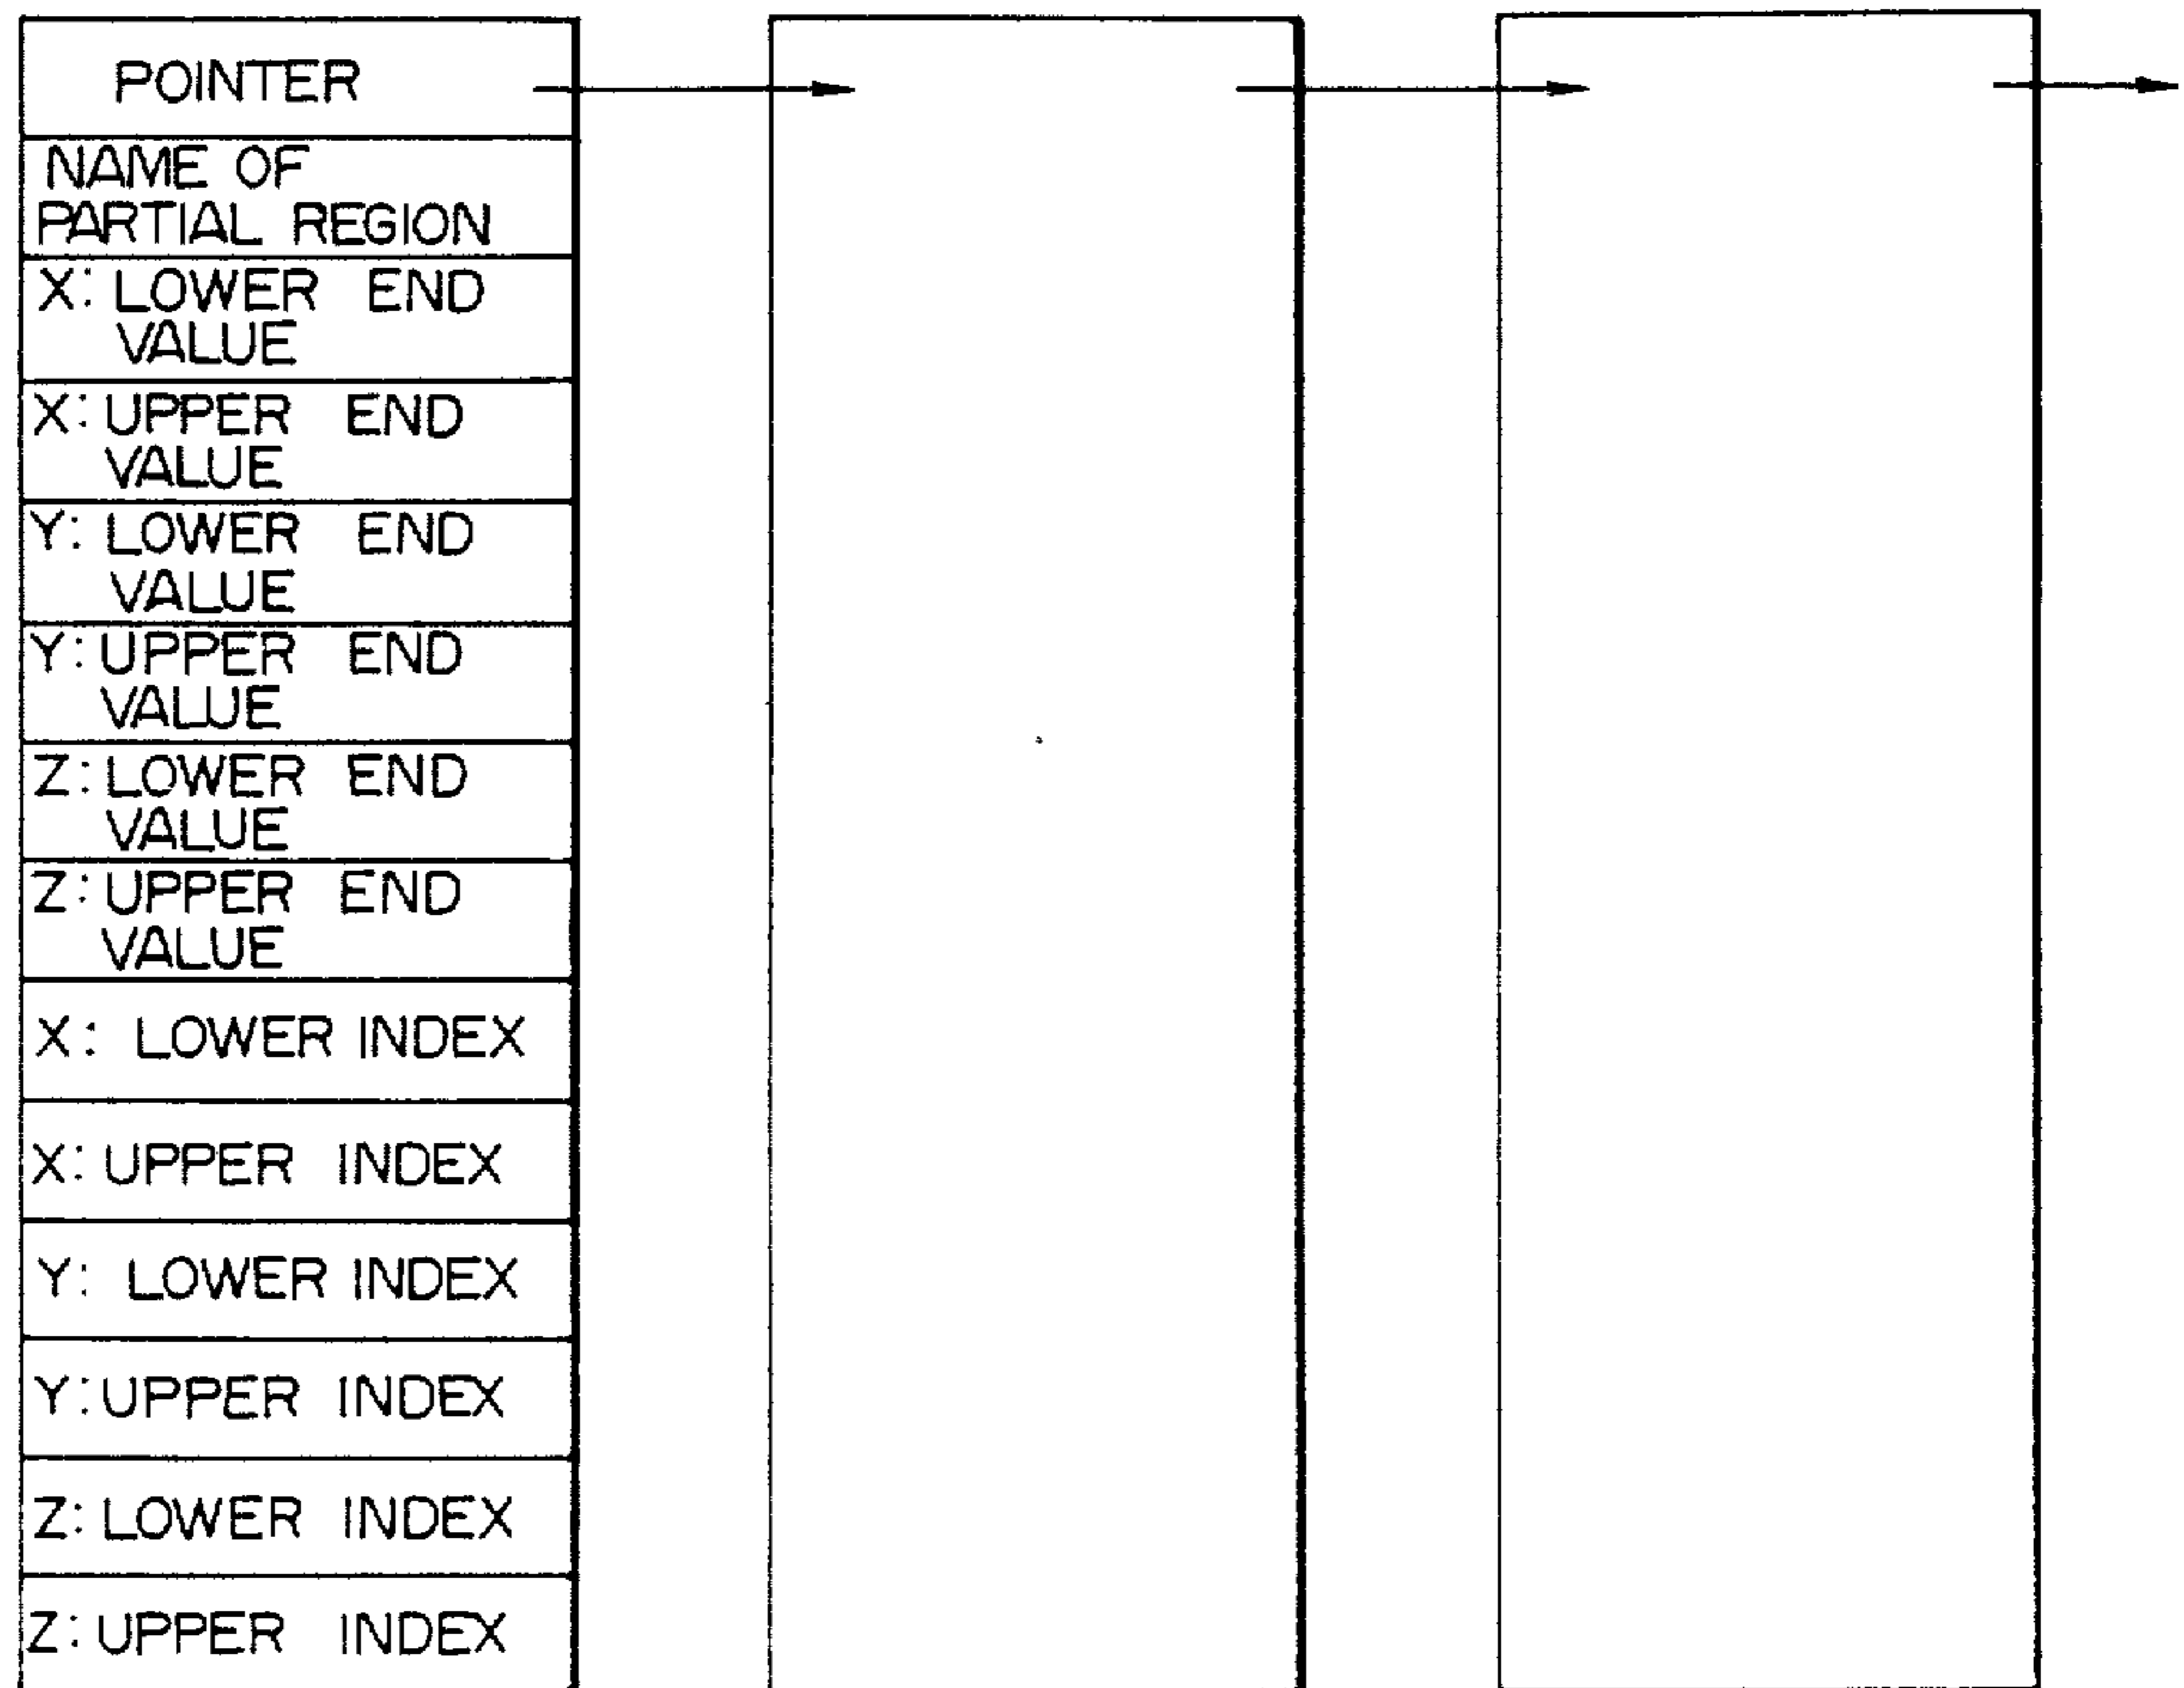 POINTER
NAME OF
PARTIAL REGION
X: LOWER END
VALUE
X: UPPER END
VALUE
Y: LOWER END
VALUE
Y: UPPER END
VALUE
Z: LOWER END
VALUE
Z: UPPER END
VALUE
X: LOWER INDEX
X: UPPER INDEX
Y: LOWER INDEX
Y: UPPER INDEX
Z: LOWER INDEX
Z: UPPER INDEX